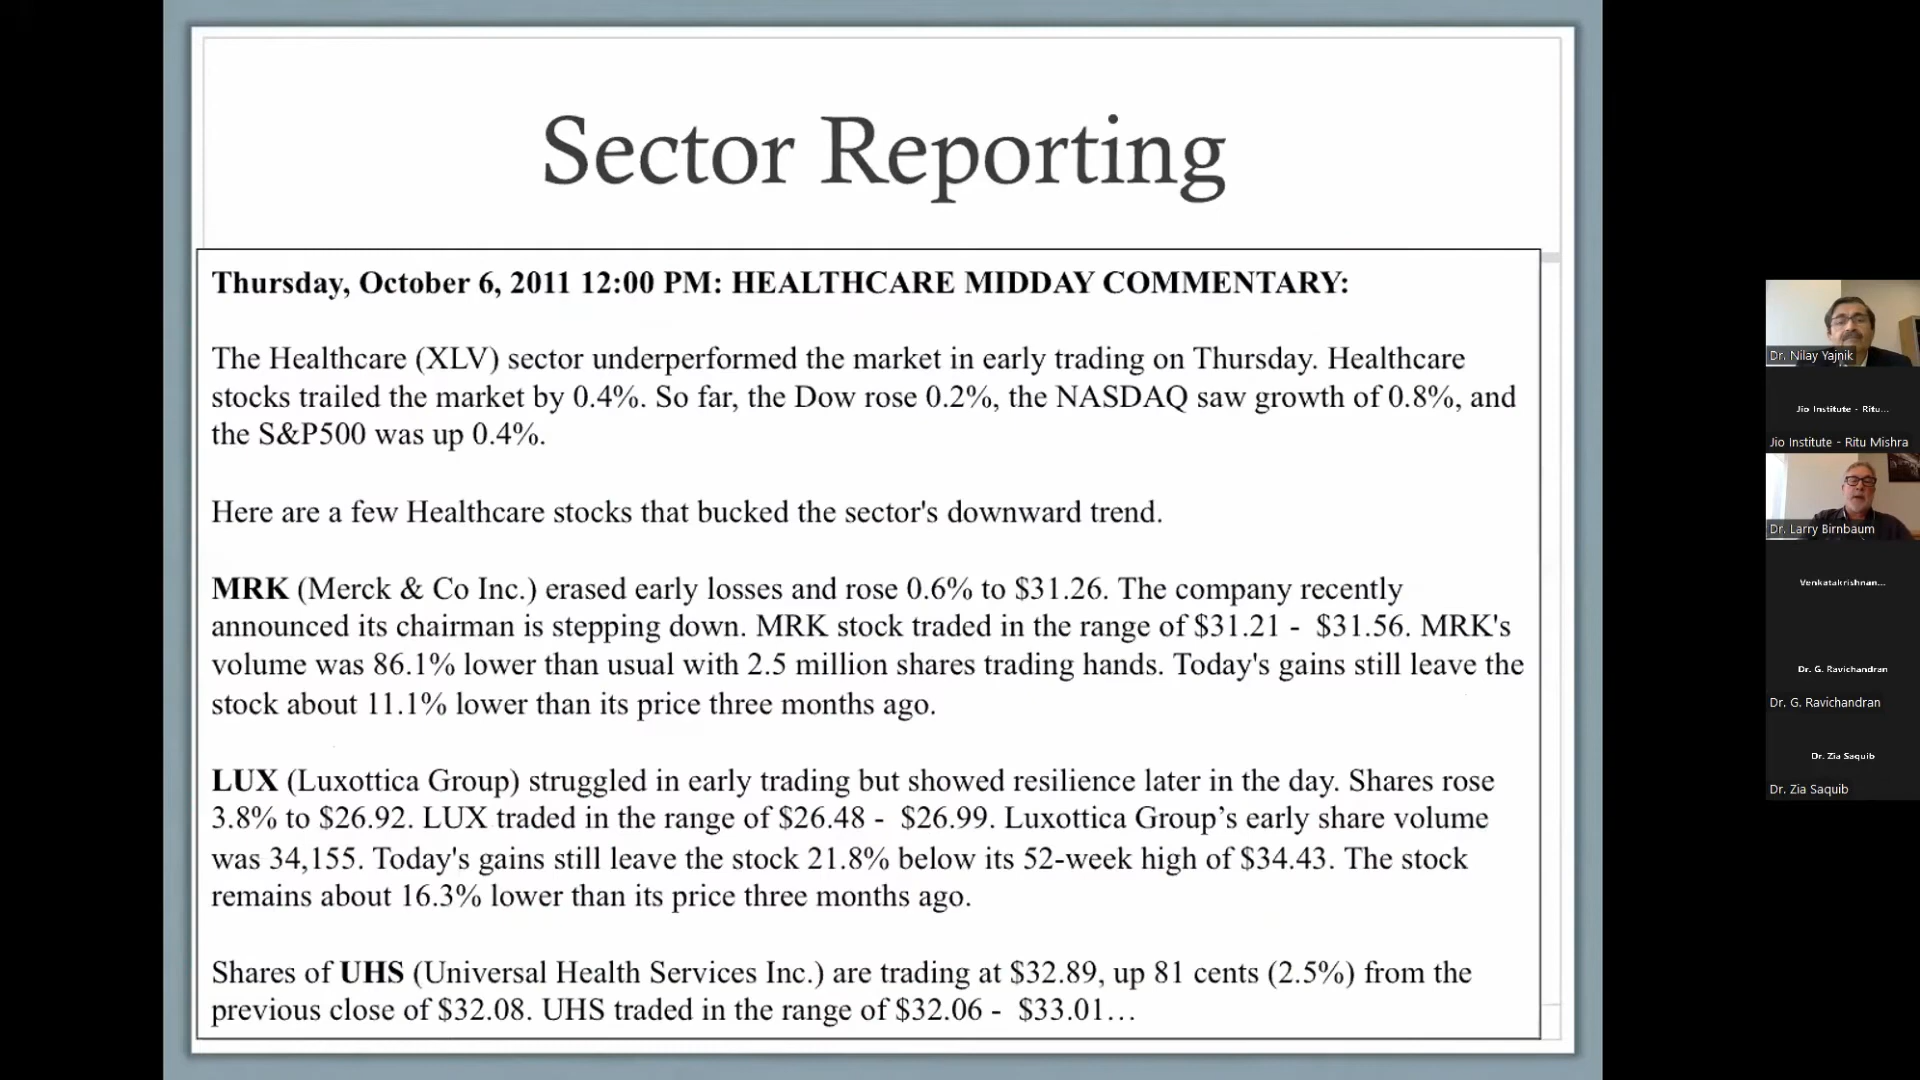 Sector Reporting
Thursday, October 6, 2011 12:00 PM: HEALTHCARE MIDDAY COMMENTARY:
The Healthcare (XLV) sector underperformed the market in early trading on Thursday. Healthcare
stocks trailed the market by 0.4%. So far, the Dow rose 0.2%, the NASDAQ saw growth of 0.8%, and
the S&P500 was up 0.4%.
Here are a few Healthcare stocks that bucked the sector's downward trend.
MRK (Merck & Co Inc.) erased early losses and rose 0.6% to $31.26. The company recently
announced its chairman is stepping down. MRK stock traded in the range of $31.21 - $31.56. MRK's
volume was 86.1% lower than usual with 2.5 million shares trading hands. Today's gains still leave the
stock about 11.1% lower than its price three months ago.
LUX (Luxottica Group) struggled in early trading but showed resilience later in the day. Shares rose
3.8% to $26.92. LUX traded in the range of $26.48 - $26.99. Luxottica Group’s early share volume
was 34,155. Today's gains still leave the stock 21.8% below its 52-week high of $34.43. The stock
remains about 16.3% lower than its price three months ago.
Shares of UHS (Universal Health Services Inc.) are trading at $32.89, up 81 cents (2.5%) from the
previous close of $32.08. UHS traded in the range of $32.06 - $33.01…
Dr. Nilay Yajnik
Jio Institute - Ritu...
Jio Institute - Ritu Mishra
Dr. Larry Birnbaum
Venkatakrishnan...
Dr. G. Ravichandran
Dr. G. Ravichandran
Dr. Zia Saquib
Dr. Zia Saquib